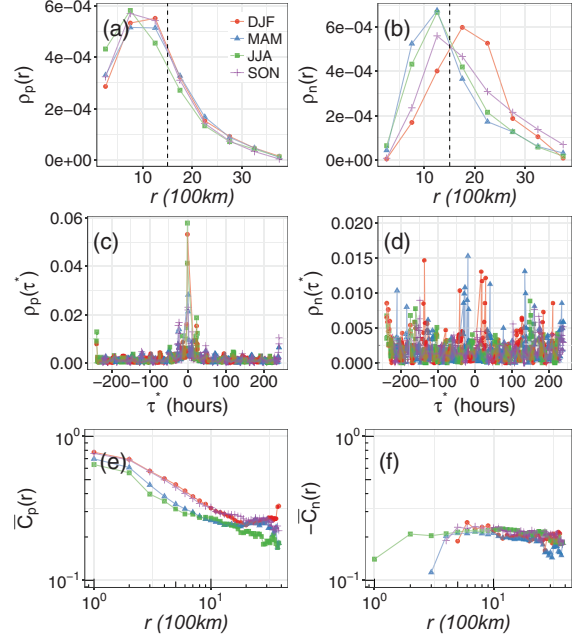 (a)
DJF
MAM
JJA
SON
6e−04
4e−04
2e−04
0e+00
ρp(r)
10 20 30
r (100km)
(b)
6e−04
4e−04
2e−04
0e+00
ρn(r)
10 20 30
r (100km)
(c)
0.06
0.04
0.02
0.00
ρp(τ*)
−200 −100 0 100 200
τ* (hours)
(d)
0.020
0.015
0.010
0.005
0.000
ρn(τ*)
−200 −100 0 100 200
τ* (hours)
(e)
10⁰
10⁻¹
C̅p(r)
10⁰ 10¹
r (100km)
(f)
10⁰
10⁻¹
−C̅n(r)
10⁰ 10¹
r (100km)